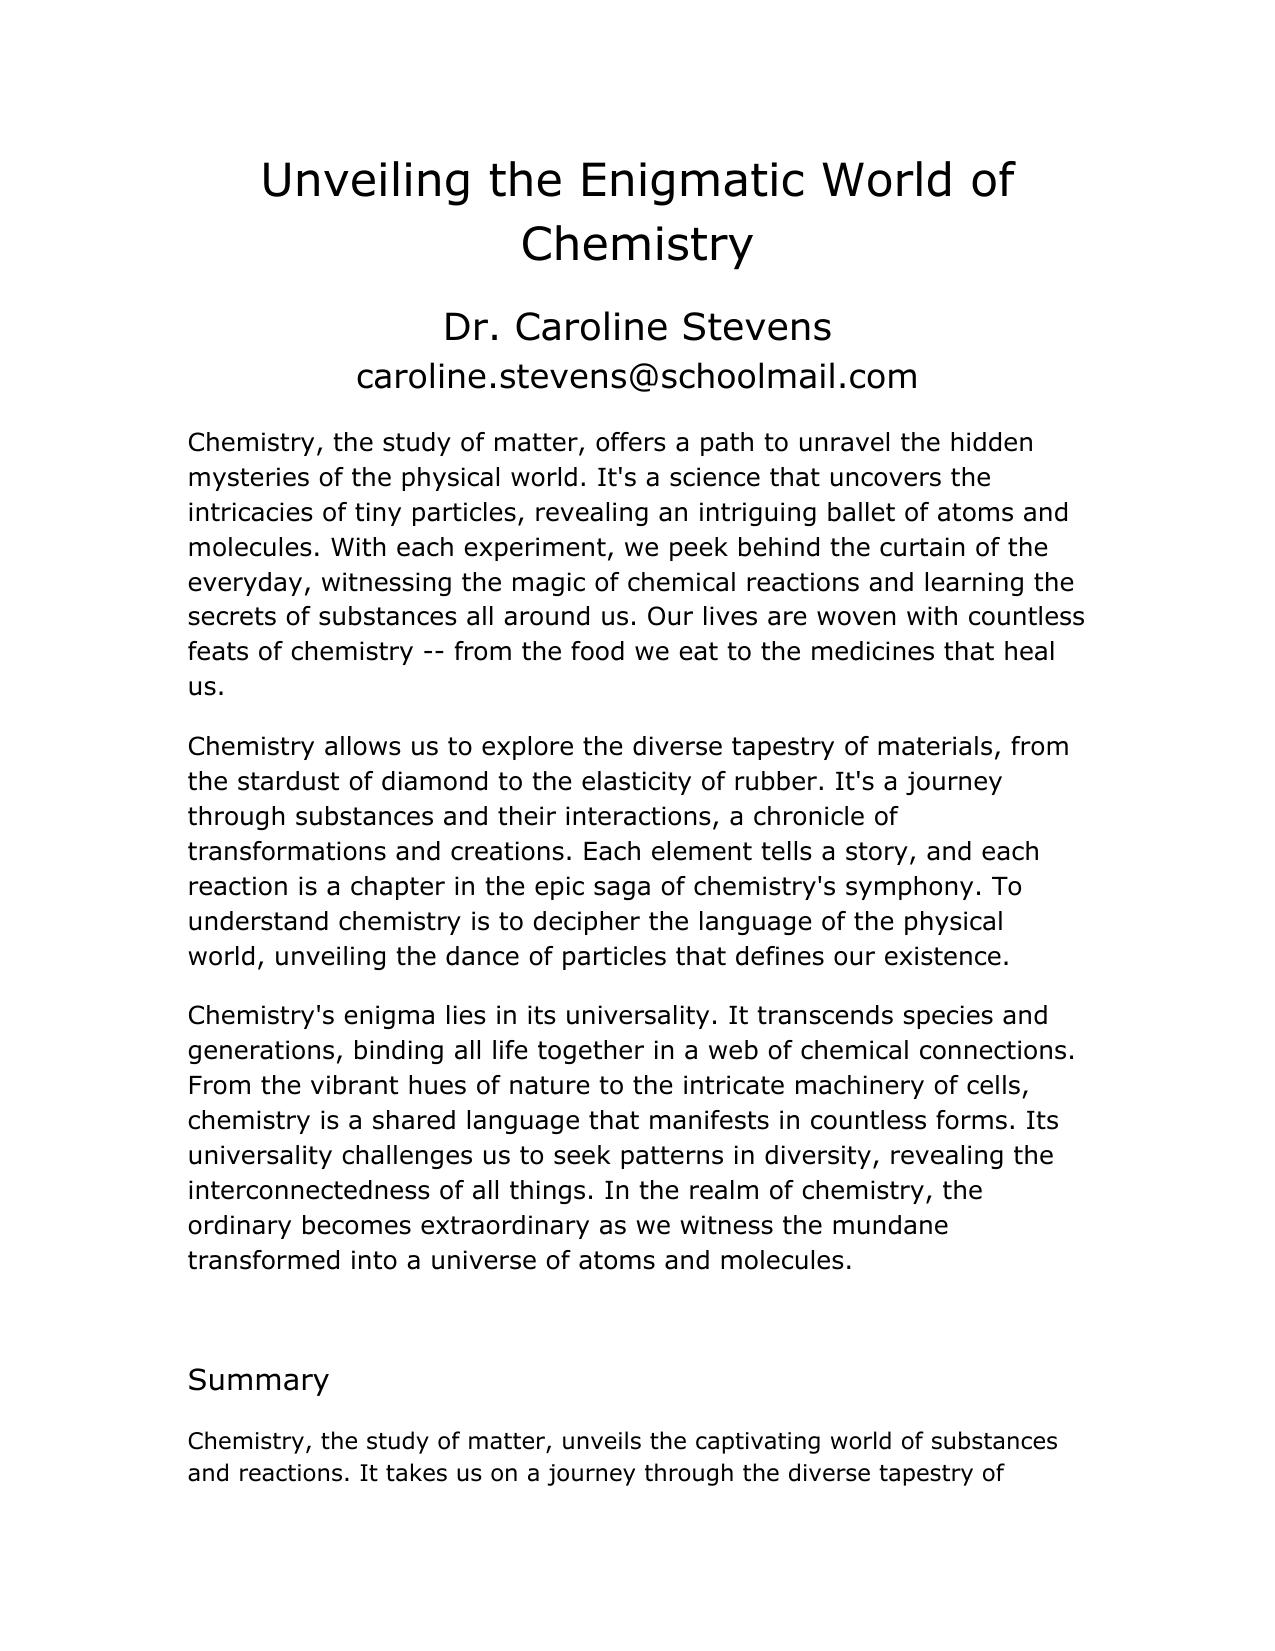 Unveiling the Enigmatic World of
Chemistry
Dr. Caroline Stevens
caroline.stevens@schoolmail.com
Chemistry, the study of matter, offers a path to unravel the hidden
mysteries of the physical world. It's a science that uncovers the
intricacies of tiny particles, revealing an intriguing ballet of atoms and
molecules. With each experiment, we peek behind the curtain of the
everyday, witnessing the magic of chemical reactions and learning the
secrets of substances all around us. Our lives are woven with countless
feats of chemistry -- from the food we eat to the medicines that heal
us.
Chemistry allows us to explore the diverse tapestry of materials, from
the stardust of diamond to the elasticity of rubber. It's a journey
through substances and their interactions, a chronicle of
transformations and creations. Each element tells a story, and each
reaction is a chapter in the epic saga of chemistry's symphony. To
understand chemistry is to decipher the language of the physical
world, unveiling the dance of particles that defines our existence.
Chemistry's enigma lies in its universality. It transcends species and
generations, binding all life together in a web of chemical connections.
From the vibrant hues of nature to the intricate machinery of cells,
chemistry is a shared language that manifests in countless forms. Its
universality challenges us to seek patterns in diversity, revealing the
interconnectedness of all things. In the realm of chemistry, the
ordinary becomes extraordinary as we witness the mundane
transformed into a universe of atoms and molecules.
Summary
Chemistry, the study of matter, unveils the captivating world of substances
and reactions. It takes us on a journey through the diverse tapestry of